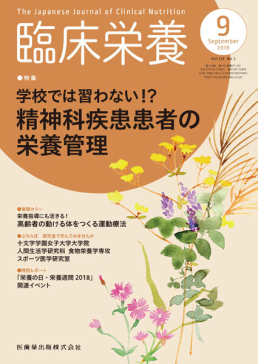 The Japanese Journal of Clinical Nutrition
臨床栄養
9
September
2018
Vol.133 No.3
●特集
学校では習わない!?
精神科疾患患者の
栄養管理
栄養指導にも活きる!
高齢者の動ける体をつくる運動療法
十文字学園女子大学大学院
人間生活学研究科 食物栄養学専攻
スポーツ医学研究室
●特別レポート
「栄養の日・栄養週間 2018」
関連イベント
医歯薬出版株式会社